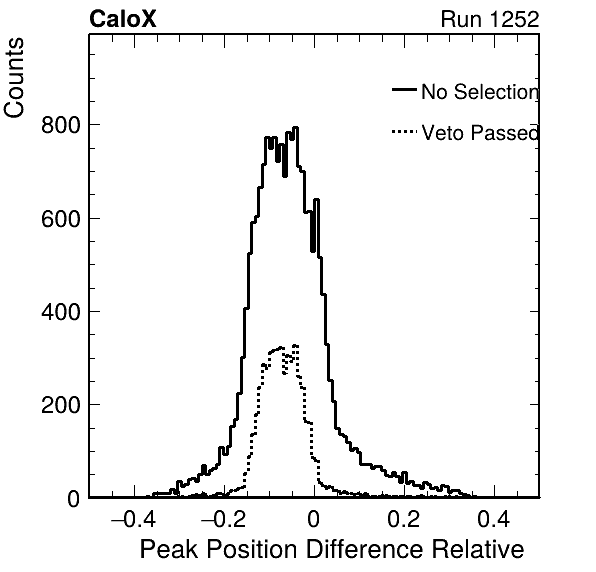 CaloX Run 1252
Counts
No Selection
Veto Passed
800
600
400
200
0
−0.4 −0.2 0 0.2 0.4
Peak Position Difference Relative